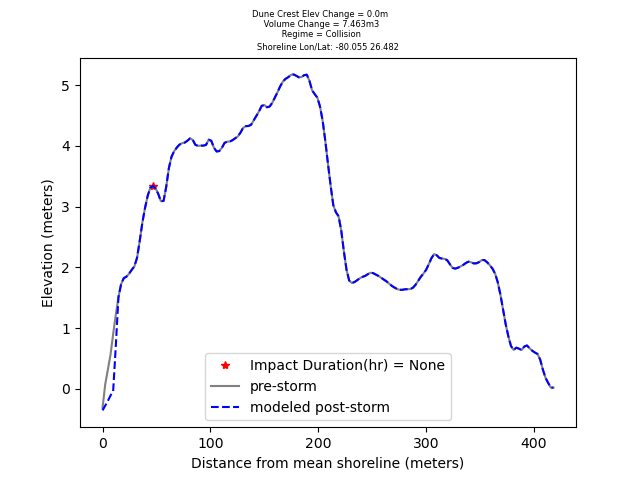 Dune Crest Elev Change = 0.0m
Volume Change = 7.463m3
Regime = Collision
Shoreline Lon/Lat: -80.055 26.482
5
4
3
2
1
0
Elevation (meters)
Impact Duration(hr) = None
pre-storm
modeled post-storm
0 100 200 300 400
Distance from mean shoreline (meters)